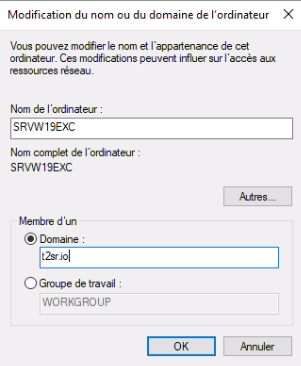 Modification du nom ou du domaine de l'ordinateur
Vous pouvez modifier le nom et l'appartenance de cet
ordinateur. Ces modifications peuvent influer sur l'accès aux
ressources réseau.
Nom de l'ordinateur :
SRVW19EXC
Nom complet de l'ordinateur :
SRVW19EXC
Autres...
Membre d'un
Domaine :
t2sr.io
Groupe de travail :
WORKGROUP
OK Annuler